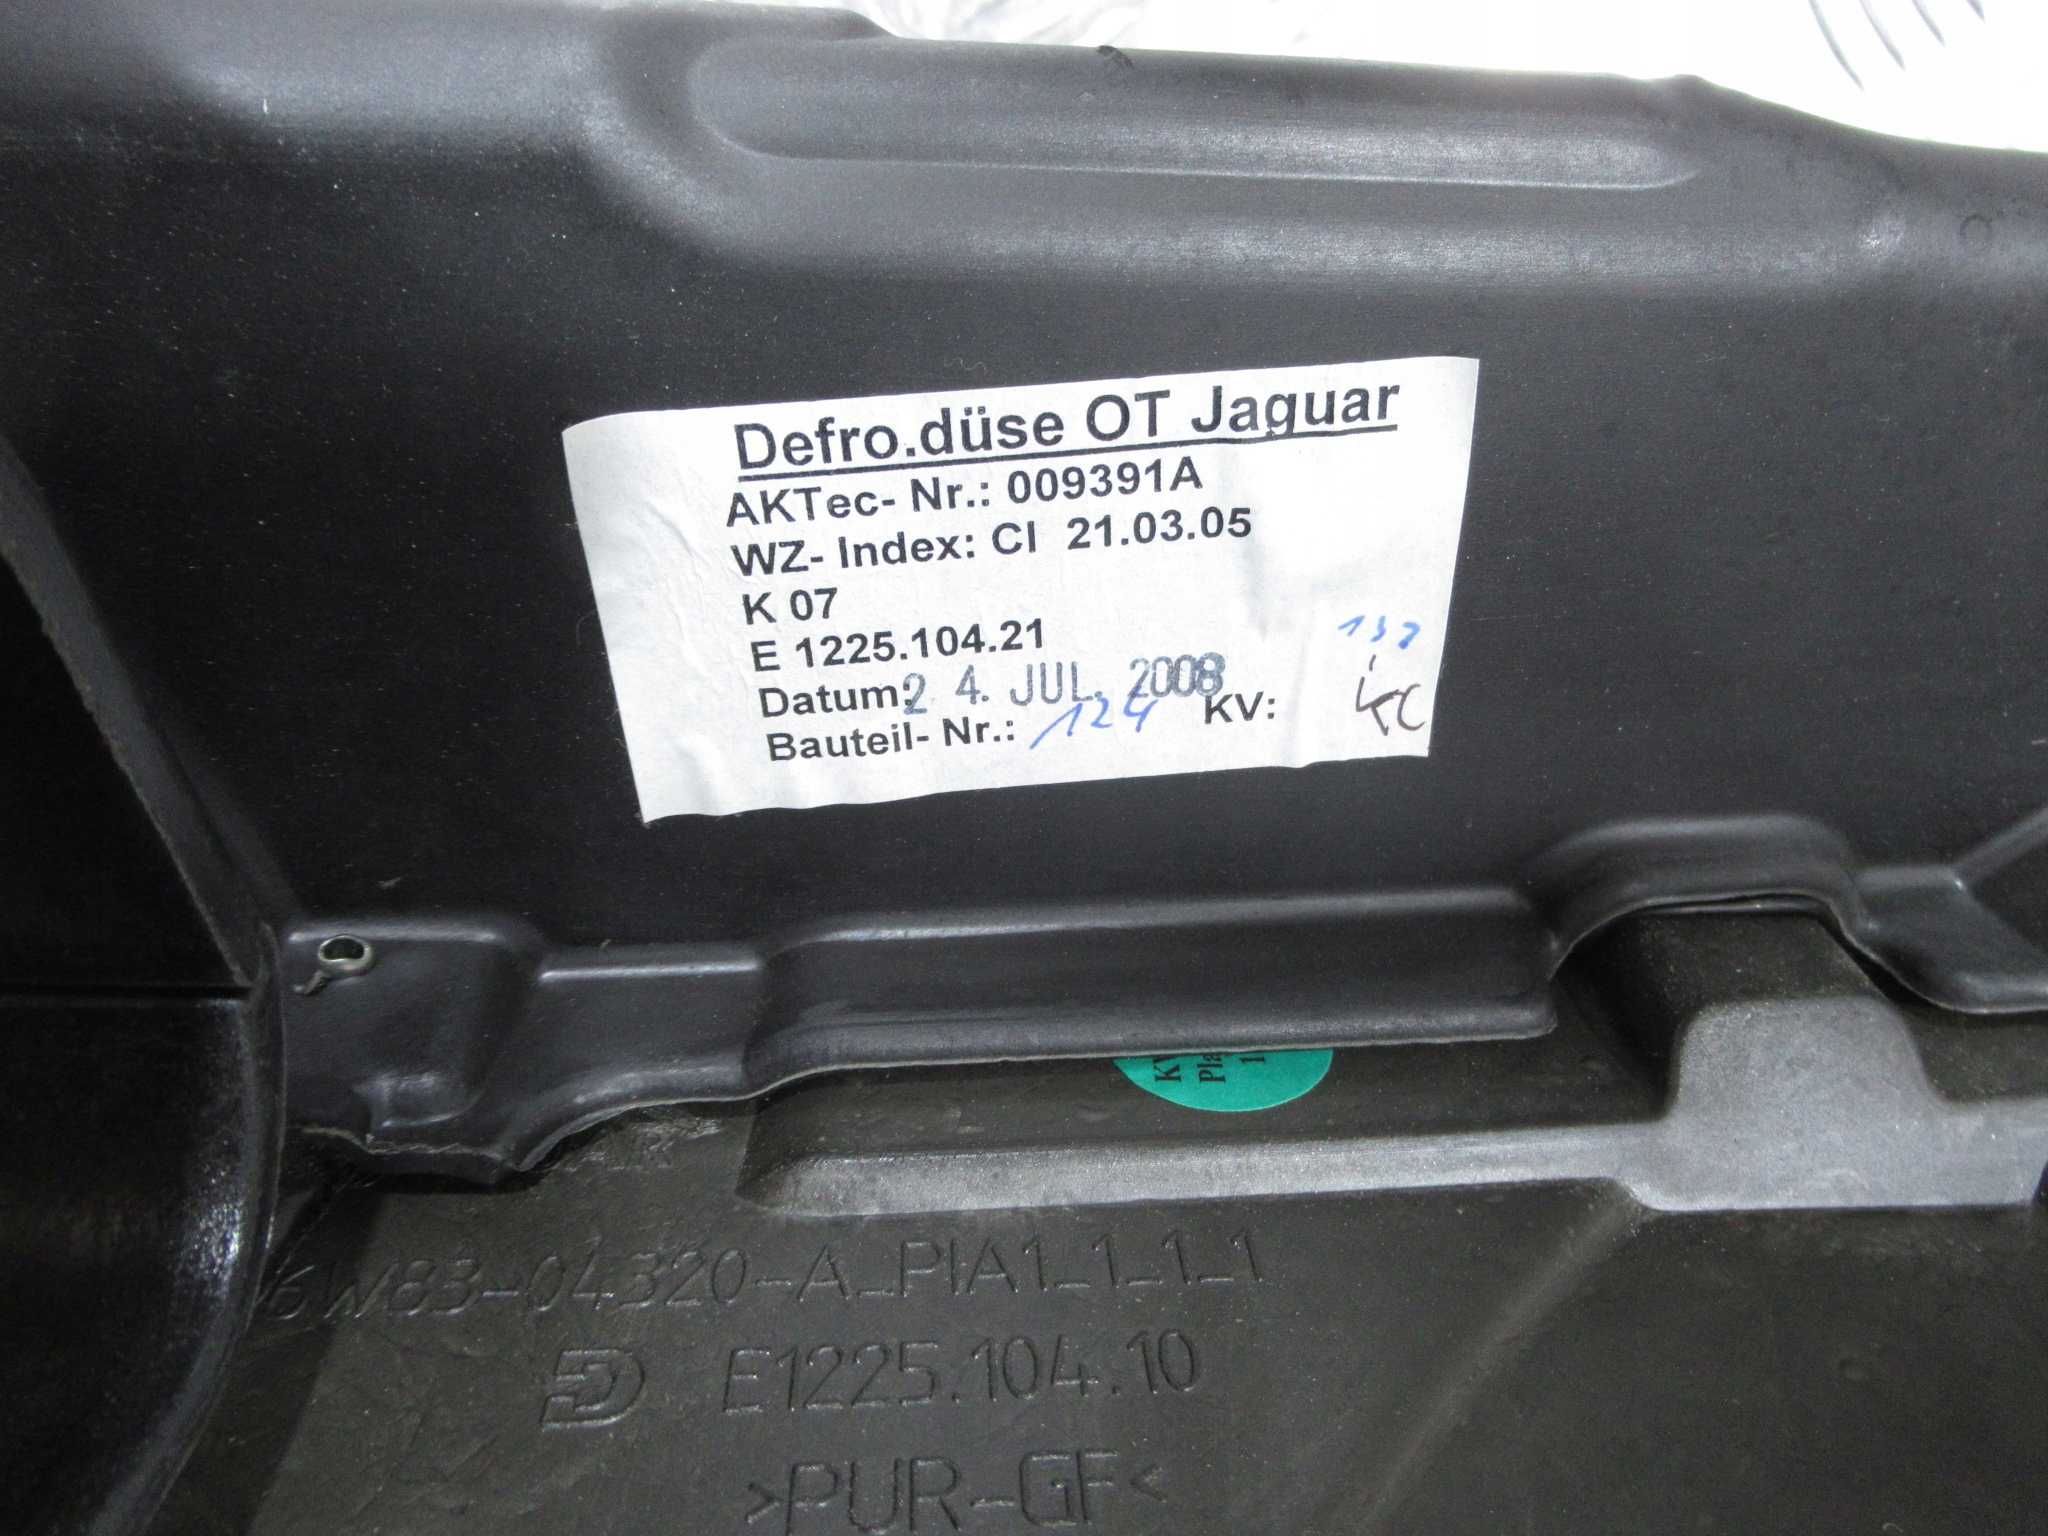 Defro.düse OT Jaguar
AKTec- Nr.: 009391A
WZ- Index: CI 21.03.05
K 07
E 1225.104.21
Datum: 24. JUL. 2008
Bauteil- Nr.: 124 KV:
6W83-04320-A_PIA1_1_1_1
E1225.104.10
>PUR-GF<